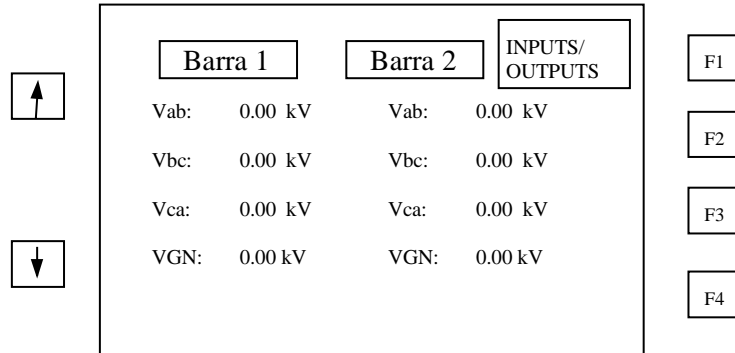 Barra 1 Barra 2 INPUTS/
OUTPUTS
F1
Vab: 0.00 kV Vab: 0.00 kV
F2
Vbc: 0.00 kV Vbc: 0.00 kV
Vca: 0.00 kV Vca: 0.00 kV
F3
VGN: 0.00 kV VGN: 0.00 kV
F4